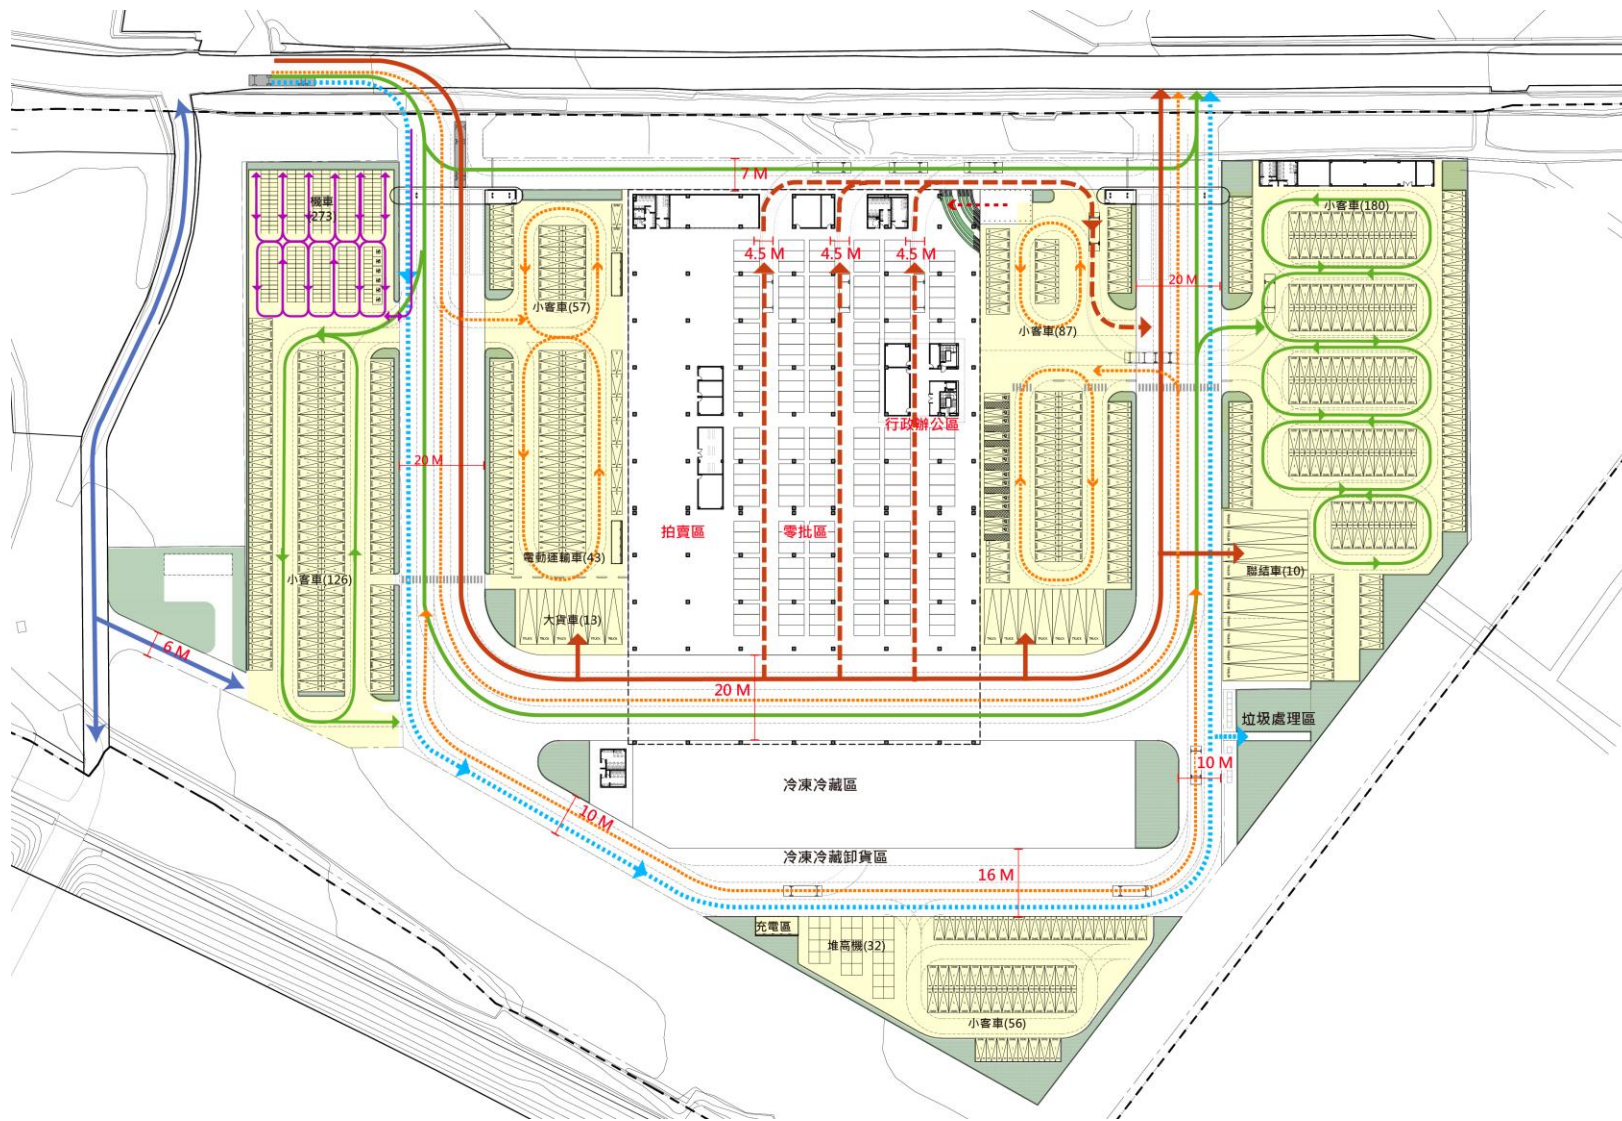 7 M
機車
273
小客車(180)
4.5 M
4.5 M
4.5 M
20 M
小客車(57)
小客車(87)
行政辦公區
20 M
拍賣區
零批區
電動運輸車(43)
聯結車(10)
小客車(126)
大貨車(13)
6 M
20 M
垃圾處理區
10 M
冷凍冷藏區
10 M
冷凍冷藏卸貨區
16 M
充電區
堆高機(32)
小客車(56)